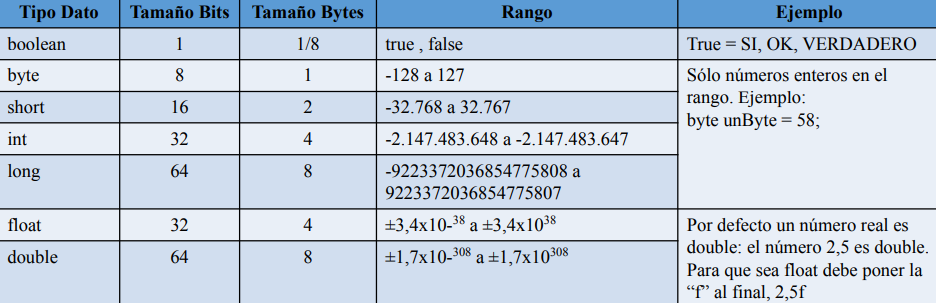 Tipo Dato Tamaño Bits Tamaño Bytes Rango Ejemplo
boolean 1 1/8 true , false True = SI, OK, VERDADERO
byte 8 1 -128 a 127 Sólo números enteros en el
short 16 2 -32.768 a 32.767 rango. Ejemplo:
byte unByte = 58;
int 32 4 -2.147.483.648 a -2.147.483.647
long 64 8 -9223372036854775808 a
9223372036854775807
float 32 4 ±3,4x10-³⁸ a ±3,4x10³⁸ Por defecto un número real es
double 64 8 ±1,7x10-³⁰⁸ a ±1,7x10³⁰⁸ double: el número 2,5 es double.
Para que sea float debe poner la
“f” al final, 2,5f